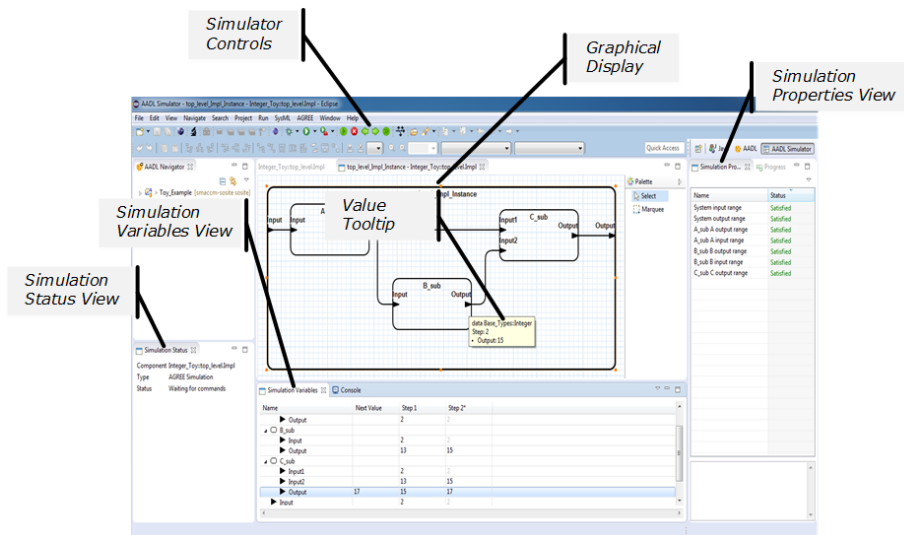 Simulator
Controls
Graphical
Display
Simulation
Properties View
AADL Simulator - top_level_Impl_Instance - Integer_Toy::top_level.Impl - Eclipse
File Edit View Navigate Search Project Run SysML AGREE Window Help
Quick Access
AADL
AADL Simulator
AADL Navigator
Integer_Toy::top_level.Impl
top_level_Impl_Instance - Integer_Toy::top_level.Impl
Simulation Pro...
Progress
Toy_Example
_Impl_Instance
Palette
Select
Marquee
Name Status
System input range Satisfied
System output range Satisfied
A_sub A output range Satisfied
A_sub A input range Satisfied
B_sub B output range Satisfied
B_sub B input range Satisfied
C_sub C output range Satisfied
Simulation
Variables View
Value
Tooltip
Input Input A
C_sub
Input1
Output Output
Input2
B_sub
Input Output
data Base_Types::Integer
Step: 2
• Output: 15
Simulation
Status View
Simulation Status
Component Integer_Toy::top_level.Impl
Type AGREE Simulation
Status Waiting for commands
Simulation Variables Console
Name Next Value Step 1 Step 2*
Output 2 2
B_sub
Input 2 2
Output 13 15
C_sub
Input1 2 2
Input2 13 15
Output 17 15 17
Input 2 2